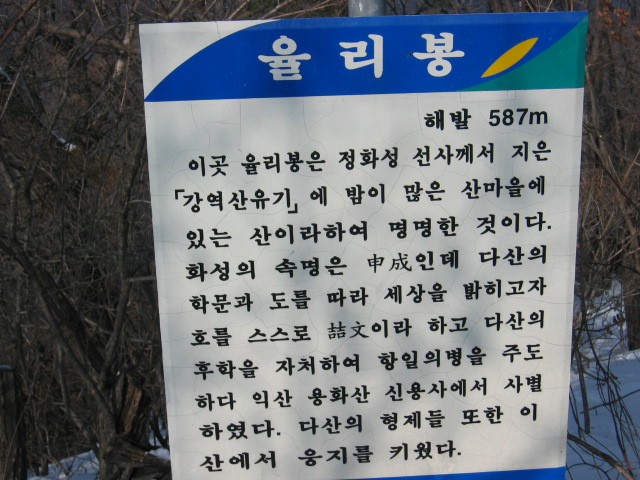 율리봉
해발 587m
이곳 율리봉은 정화성 선사께서 지은
「강역산유기」에 밤이 많은 산마을에
있는 산이라하여 명명한 것이다.
화성의 속명은 申成인데 다산의
학문과 도를 따라 세상을 밝히고자
호를 스스로 喆文이라 하고 다산의
후학을 자처하여 항일의병을 주도
하다 익산 용화산 신용사에서 사별
하였다. 다산의 형제들 또한 이
산에서 웅지를 키웠다.